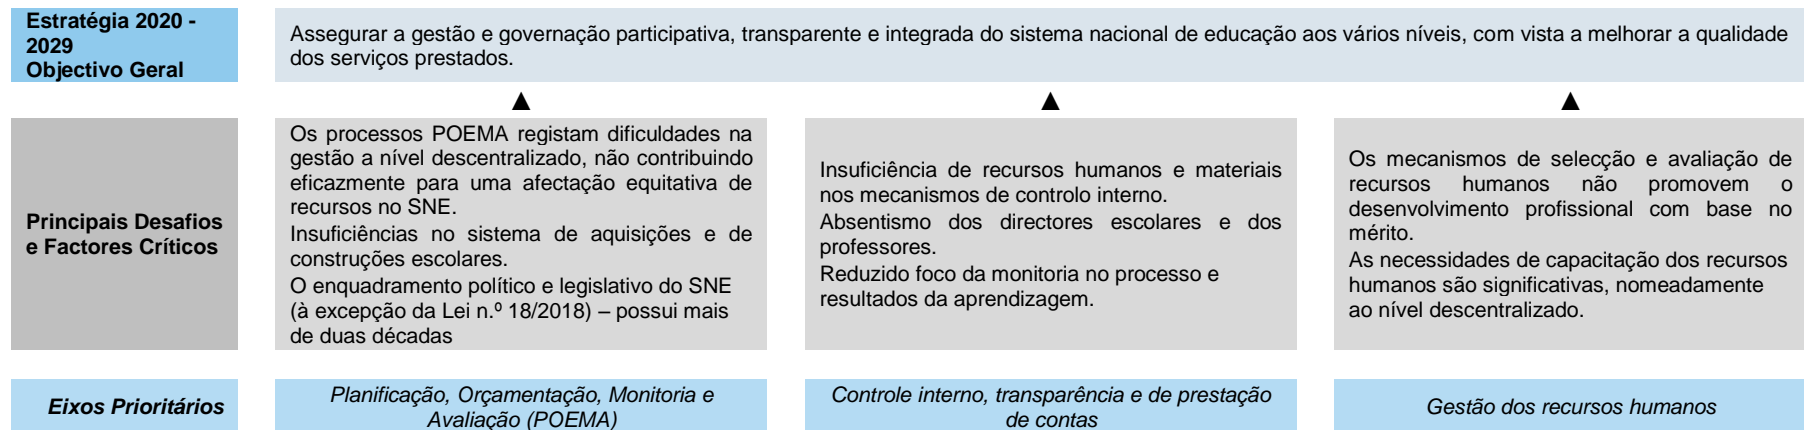 Estratégia 2020 -
2029
Objectivo Geral
Assegurar a gestão e governação participativa, transparente e integrada do sistema nacional de educação aos vários níveis, com vista a melhorar a qualidade
dos serviços prestados.
▲ ▲ ▲
Principais Desafios
e Factores Críticos
Os processos POEMA registam dificuldades na
gestão a nível descentralizado, não contribuindo
eficazmente para uma afectação equitativa de
recursos no SNE.
Insuficiências no sistema de aquisições e de
construções escolares.
O enquadramento político e legislativo do SNE
(à excepção da Lei n.º 18/2018) – possui mais
de duas décadas
Insuficiência de recursos humanos e materiais
nos mecanismos de controlo interno.
Absentismo dos directores escolares e dos
professores.
Reduzido foco da monitoria no processo e
resultados da aprendizagem.
Os mecanismos de selecção e avaliação de
recursos humanos não promovem o
desenvolvimento profissional com base no
mérito.
As necessidades de capacitação dos recursos
humanos são significativas, nomeadamente
ao nível descentralizado.
Eixos Prioritários
Planificação, Orçamentação, Monitoria e
Avaliação (POEMA)
Controle interno, transparência e de prestação
de contas
Gestão dos recursos humanos